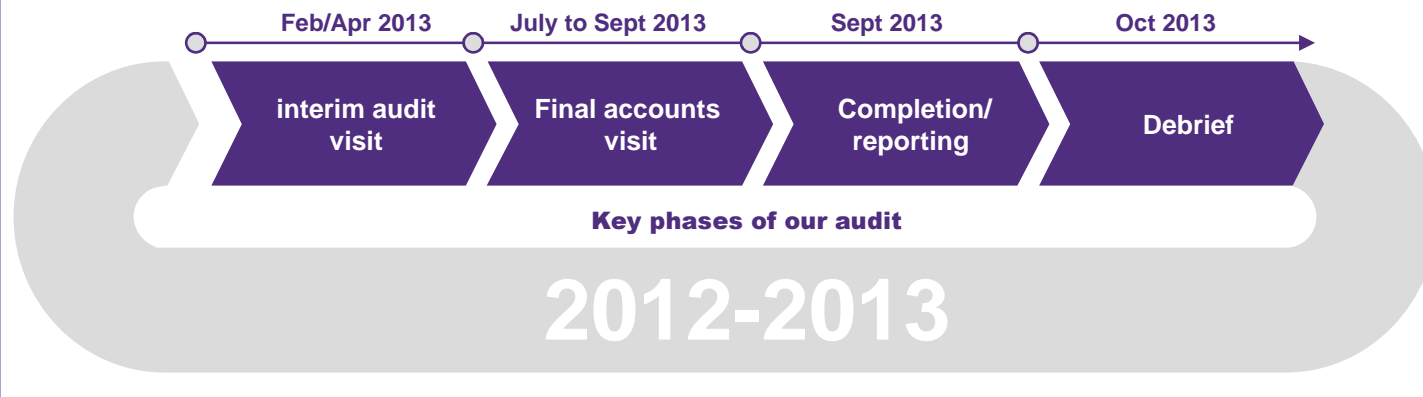 Feb/Apr 2013 July to Sept 2013 Sept 2013 Oct 2013
interim audit
visit
Final accounts
visit
Completion/
reporting
Debrief
Key phases of our audit
2012-2013